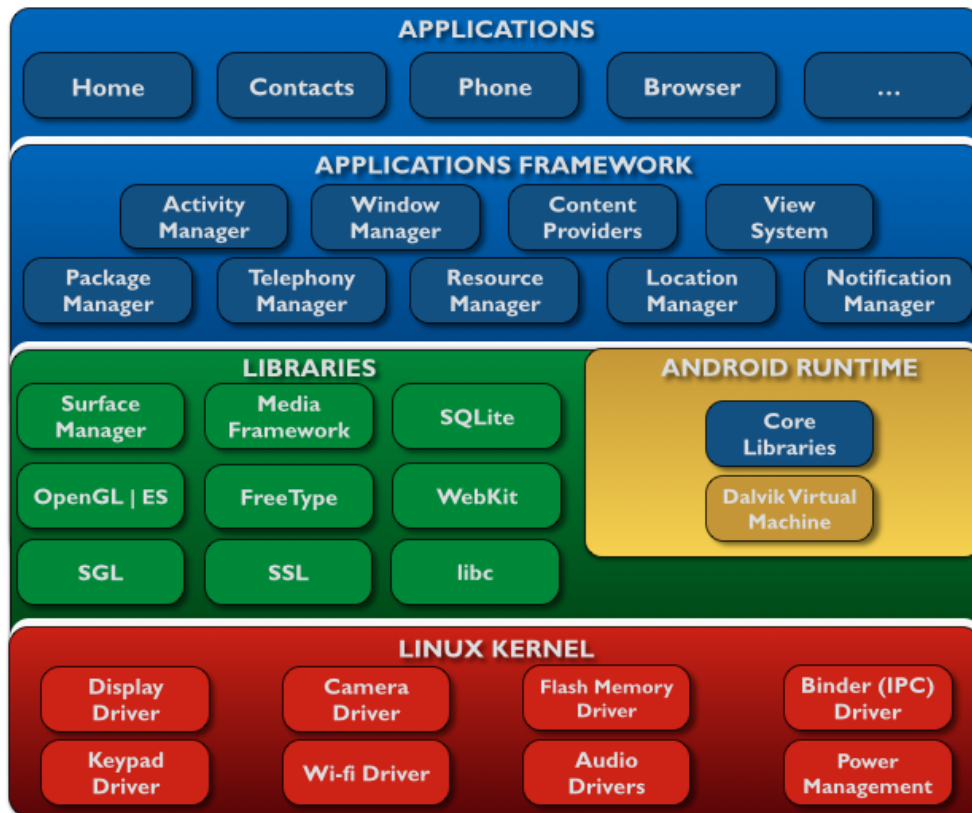 APPLICATIONS
Home
Contacts
Phone
Browser
...
APPLICATIONS FRAMEWORK
Activity
Manager
Window
Manager
Content
Providers
View
System
Package
Manager
Telephony
Manager
Resource
Manager
Location
Manager
Notification
Manager
LIBRARIES
Surface
Manager
Media
Framework
SQLite
OpenGL | ES
FreeType
WebKit
SGL
SSL
libc
ANDROID RUNTIME
Core
Libraries
Dalvik Virtual
Machine
LINUX KERNEL
Display
Driver
Camera
Driver
Flash Memory
Driver
Binder (IPC)
Driver
Keypad
Driver
Wi-fi Driver
Audio
Drivers
Power
Management